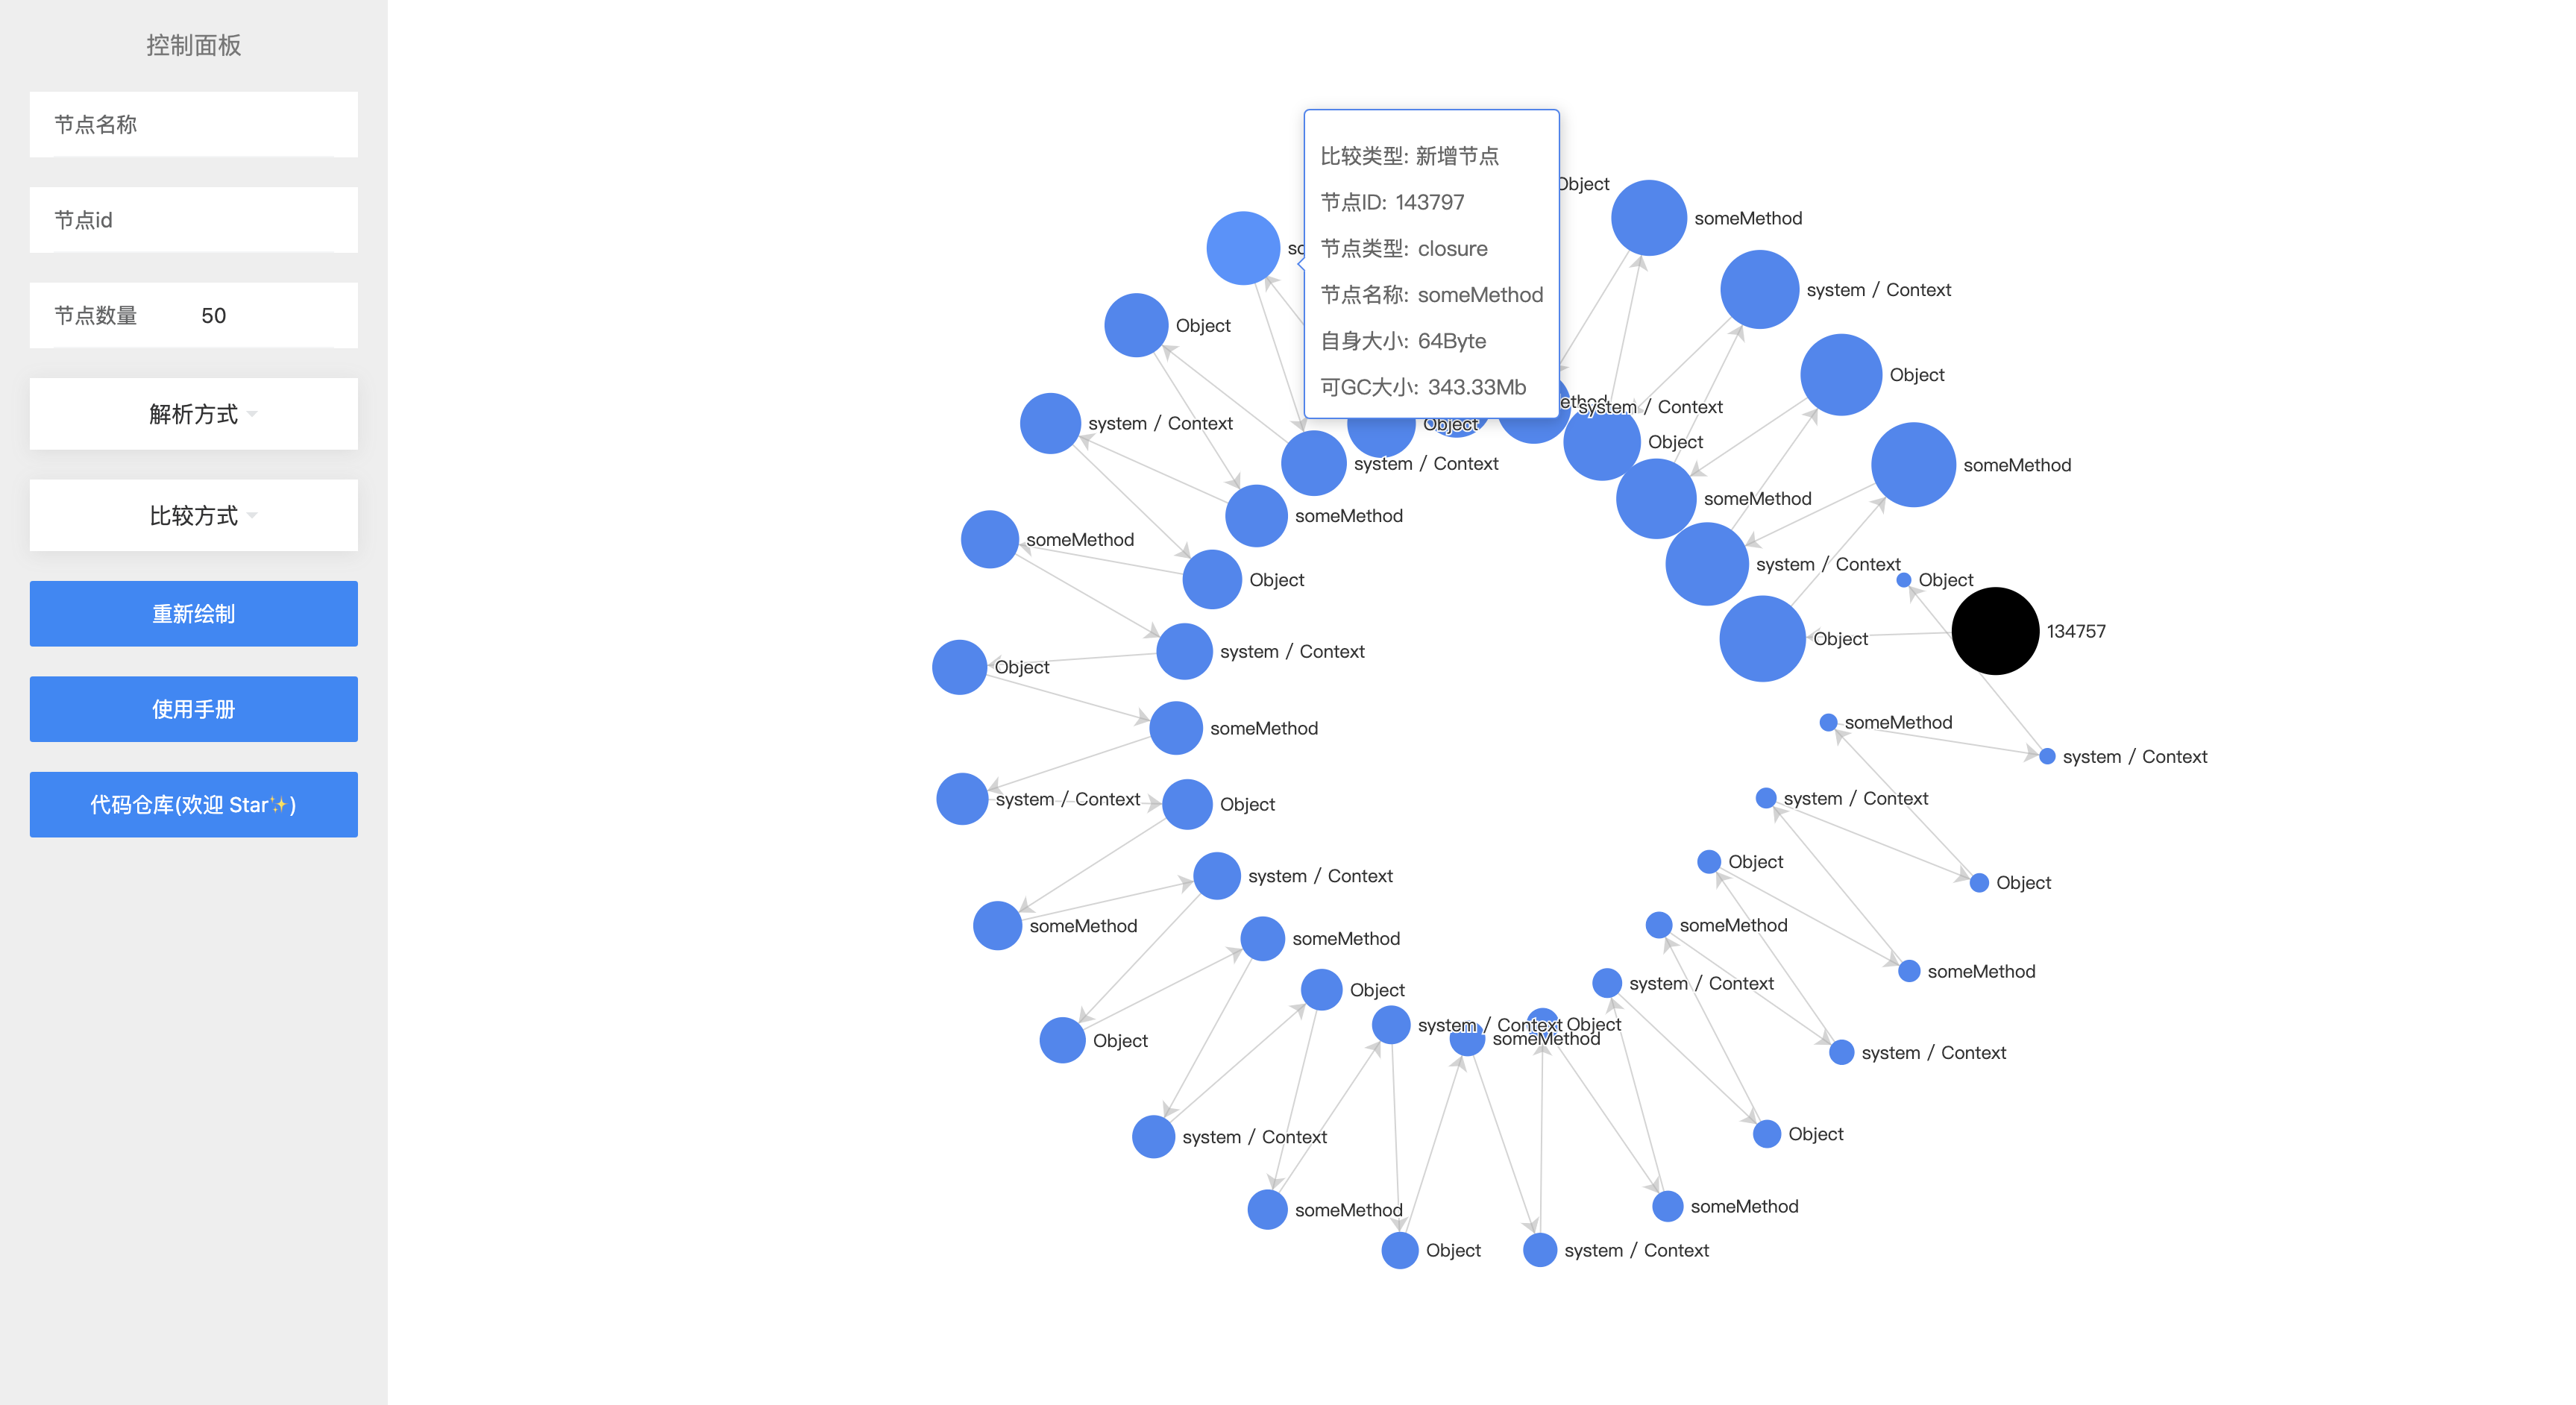 控制面板
节点名称
节点id
节点数量 50
解析方式
比较方式
重新绘制
使用手册
代码仓库(欢迎 Star✨)
比较类型: 新增节点
节点ID: 143797
节点类型: closure
节点名称: someMethod
自身大小: 64Byte
可GC大小: 343.33Mb
Object
someMethod
system / Context
Object
Object
system / Context
Object
system / Context
Object
someMethod
system / Context
someMethod
someMethod
someMethod
system / Context
Object
Object
134757
Object
system / Context
Object
someMethod
someMethod
system / Context
system / Context
Object
system / Context
Object
system / Context
Object
someMethod
someMethod
someMethod
someMethod
system / Context
Object
system / Context
Object
someMethod
Object
system / Context
system / Context
Object
someMethod
someMethod
Object
system / Context